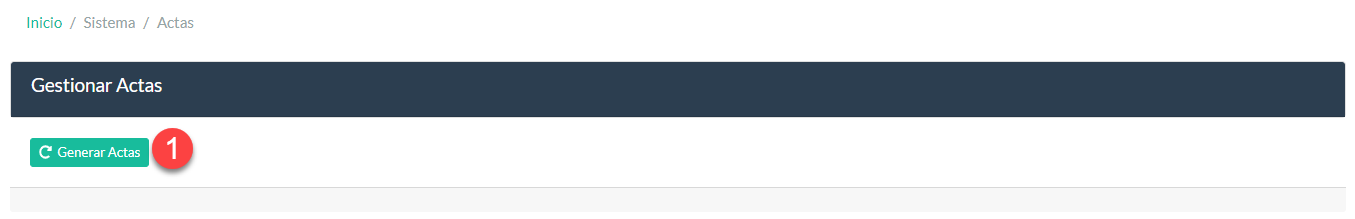 Inicio / Sistema / Actas
Gestionar Actas
Generar Actas 1